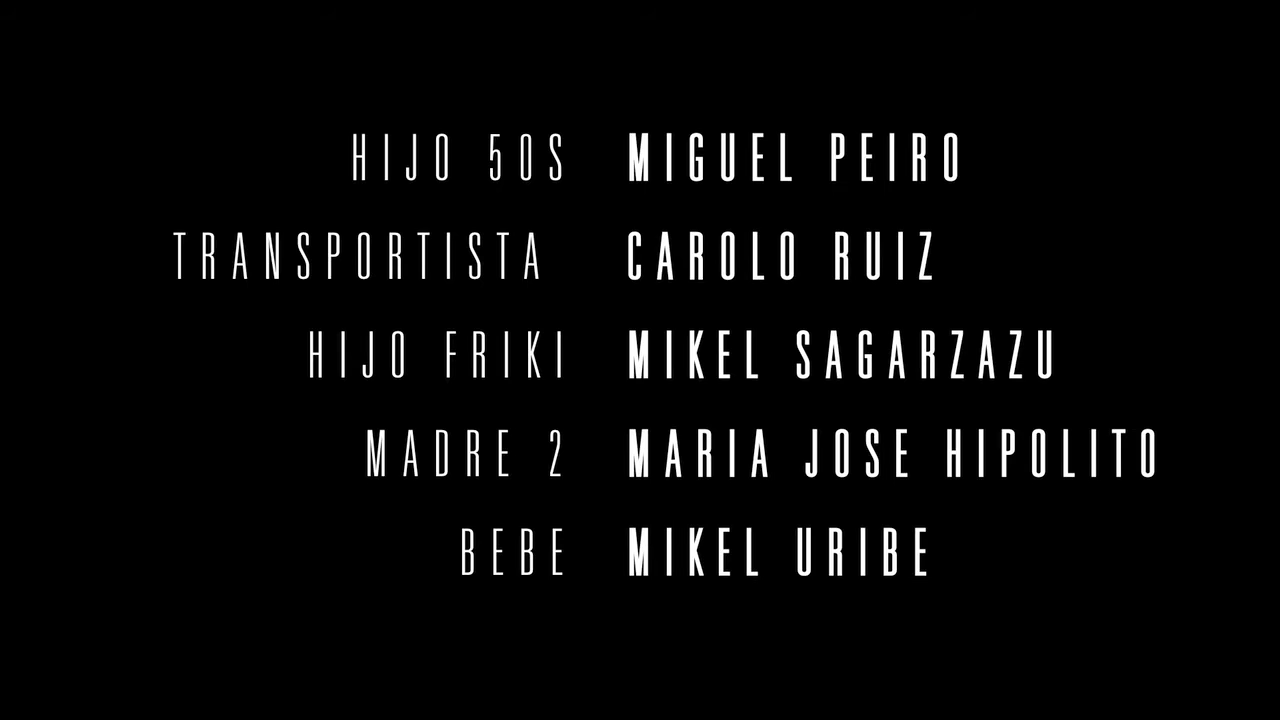 HIJO 50S MIGUEL PEIRO
TRANSPORTISTA CAROLO RUIZ
HIJO FRIKI MIKEL SAGARZAZU
MADRE 2 MARIA JOSE HIPOLITO
BEBE MIKEL URIBE